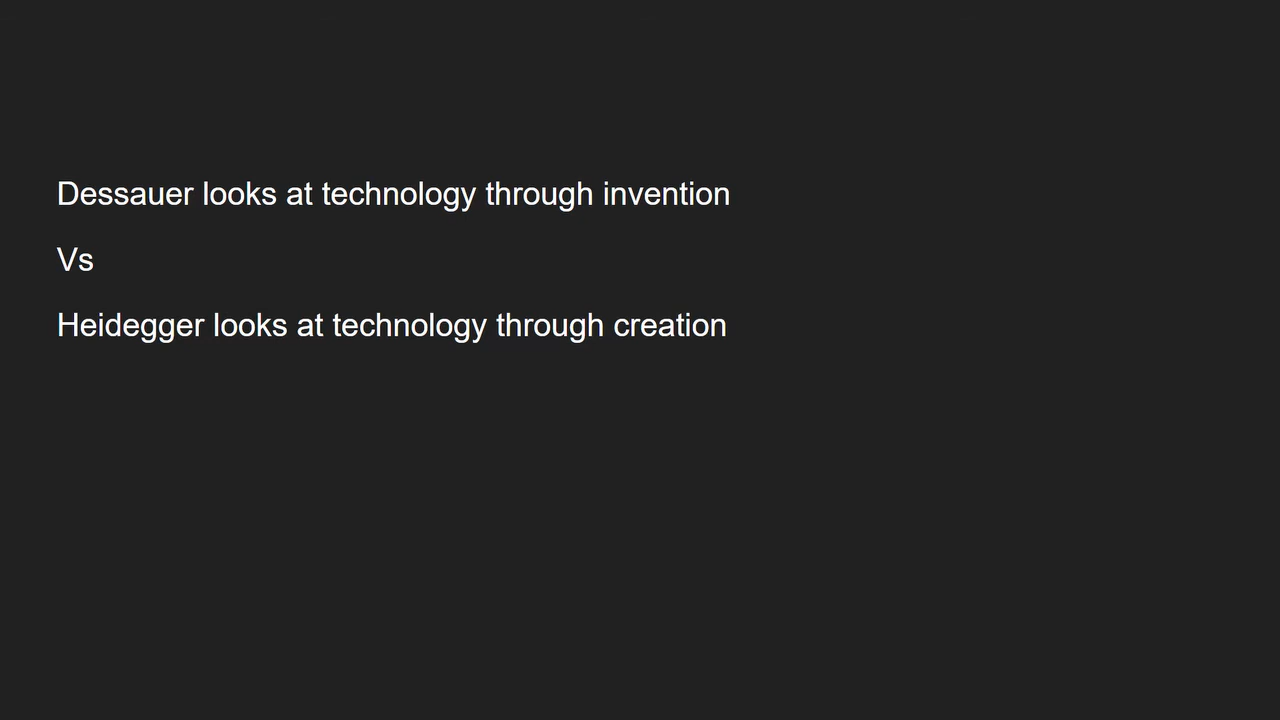 Dessauer looks at technology through invention
Vs
Heidegger looks at technology through creation